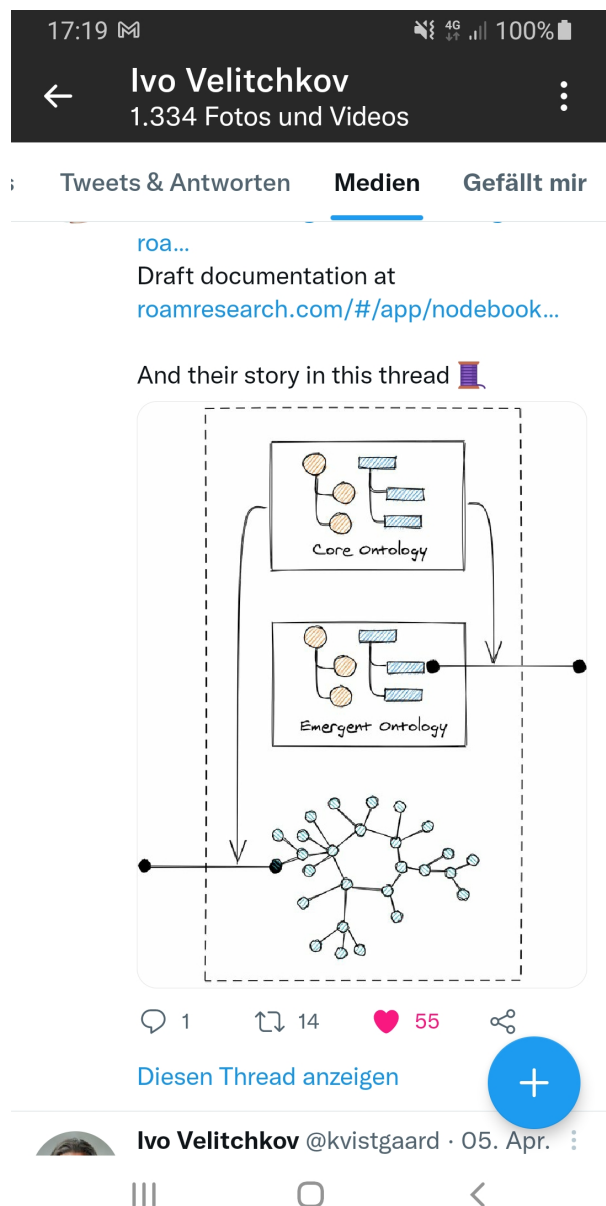 17:19
4G
100%
Ivo Velitchkov
1.334 Fotos und Videos
Tweets & Antworten
Medien
Gefällt mir
roa...
Draft documentation at
roamresearch.com/#/app/nodebook...
And their story in this thread
Core Ontology
Emergent Ontology
1
14
55
Diesen Thread anzeigen
Ivo Velitchkov @kvistgaard · 05. Apr.